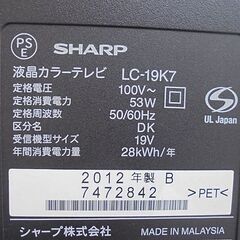 PS
E
SHARP
液晶カラーテレビ LC-19K7
定格電圧 100V～
定格消費電力 53W
定格周波数 50/60Hz
区分 DK
受信機型サイズ 19V
年間消費電力量 28kWh/年
UL Japan
2012 年製 B
7472842
>PET<
シャープ株式会社
MADE IN MALAYSIA